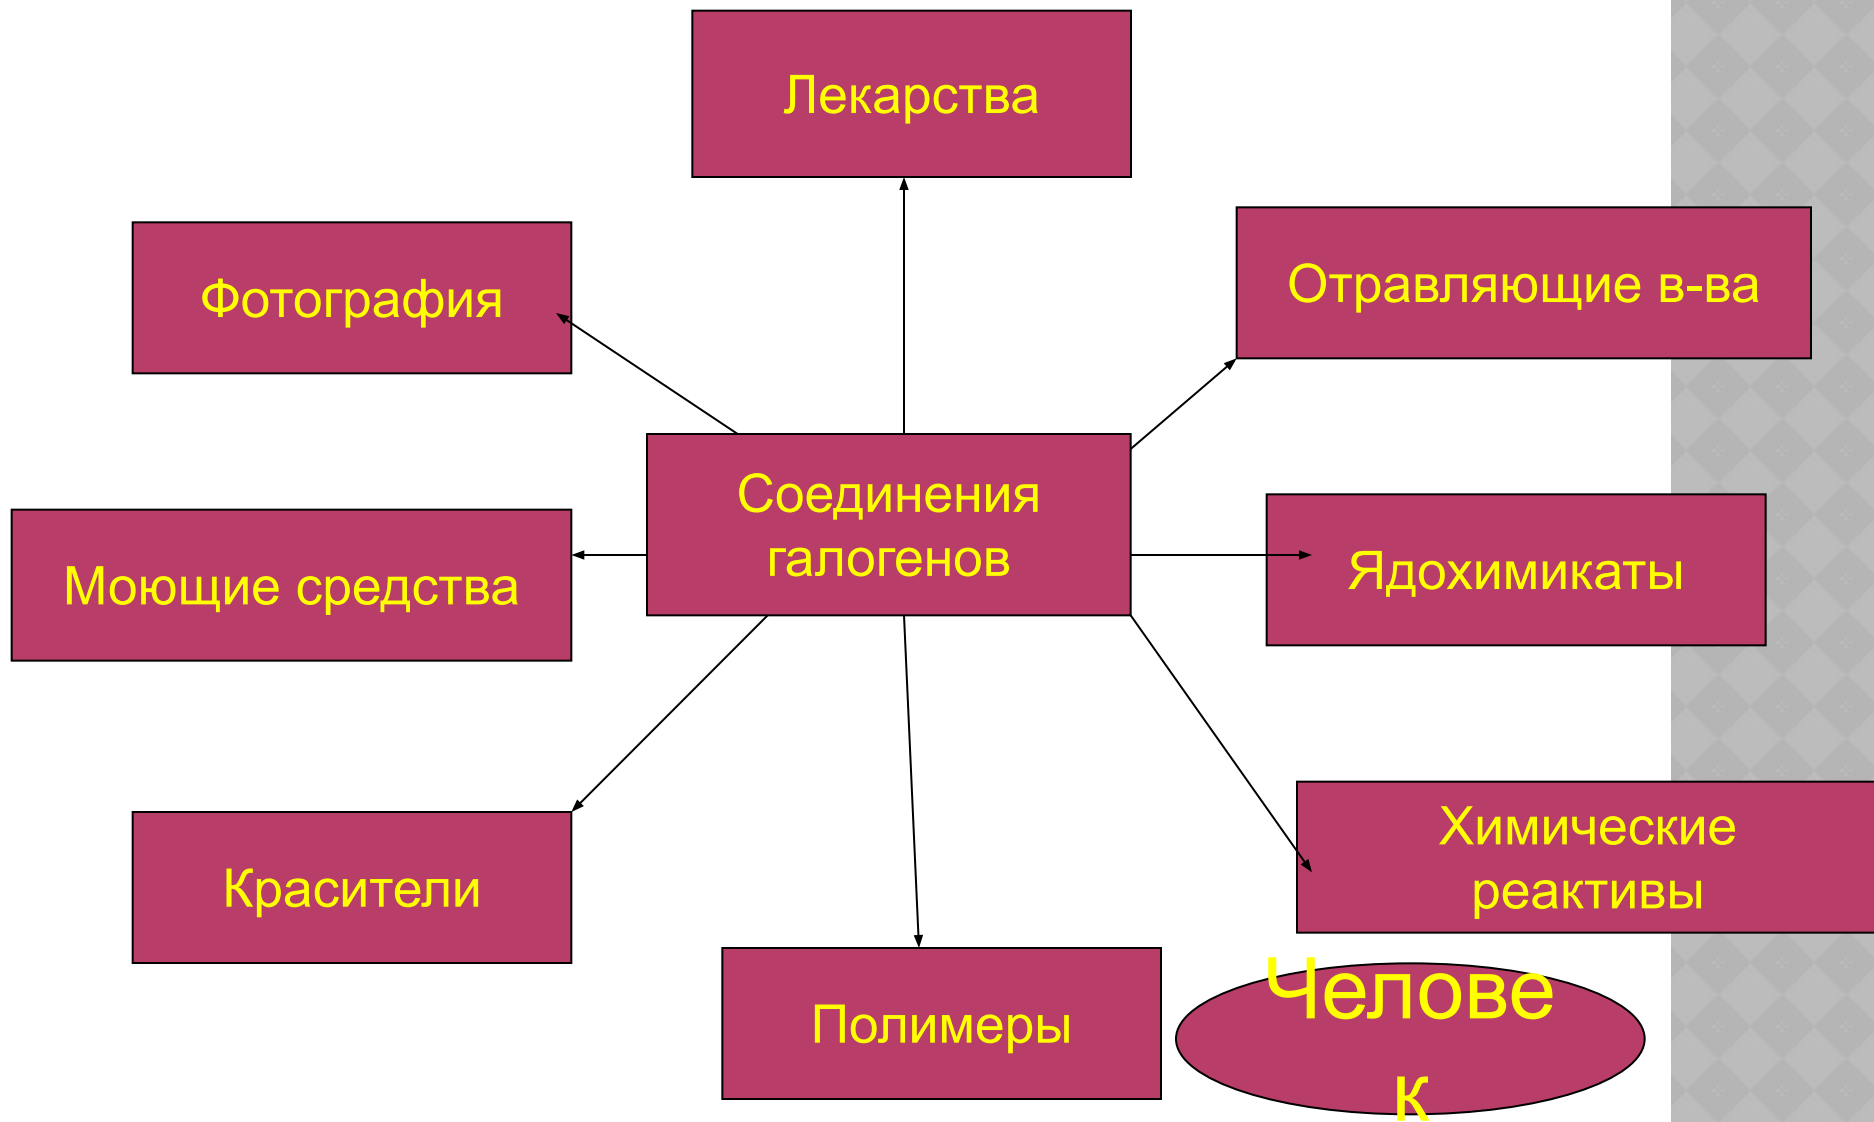 Лекарства
Фотография
Отравляющие в-ва
Соединения
галогенов
Моющие средства
Ядохимикаты
Химические
реактивы
Красители
Полимеры
Челове
к